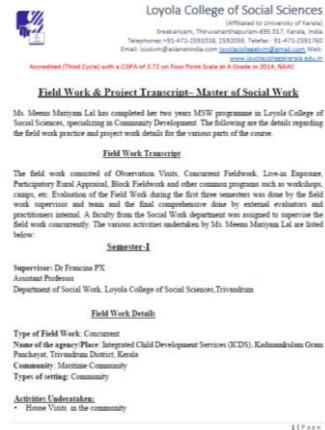 Loyola College of Social Sciences
(Affiliated to University of Kerala)
Sreekariyam, Thiruvananthapuram-695 017, Kerala, India
Telephones:+91-471-2591018, 2592059, Telefax - 91-471-2591760
Email: lcsstvm@asianetindia.com loyolacollegetvm@gmail.com Web:
www.loyolacollegekerala.edu.in
Accredited (Third Cycle) with a CGPA of 3.72 on Four Point Scale at A Grade in 2014, NAAC
Field Work & Project Transcript– Master of Social Work
Ms. Meenu Mariyam Lal has completed her two years MSW programme in Loyola College of
Social Sciences, specializing in Community Development. The following are the details regarding
the field work practice and project work details for the various parts of the course.
Field Work Transcript
The field work consisted of Observation Visits, Concurrent Fieldwork, Live-in Exposure,
Participatory Rural Appraisal, Block Fieldwork and other common programs such as workshops,
camps, etc. Evaluation of the Field Work during the first three semesters was done by the field
work supervisor and team and the final comprehensive done by external evaluators and
practitioners internal. A faculty from the Social Work department was assigned to supervise the
field work concurrently. The various activities undertaken by Ms. Meenu Mariyam Lal are listed
below:
Semester-I
Supervisor: Dr Francina PX
Assistant Professor
Department of Social Work, Loyola College of Social Sciences,Trivandrum
Field Work Details
Type of Field Work: Concurrent
Name of the agency/Place: Integrated Child Development Services (ICDS), Kadinamkulam Gram
Panchayat, Trivandrum District, Kerala
Community: Maritime Community
Types of setting: Community
Activities Undertaken:
• House Visits in the community
1 | Page